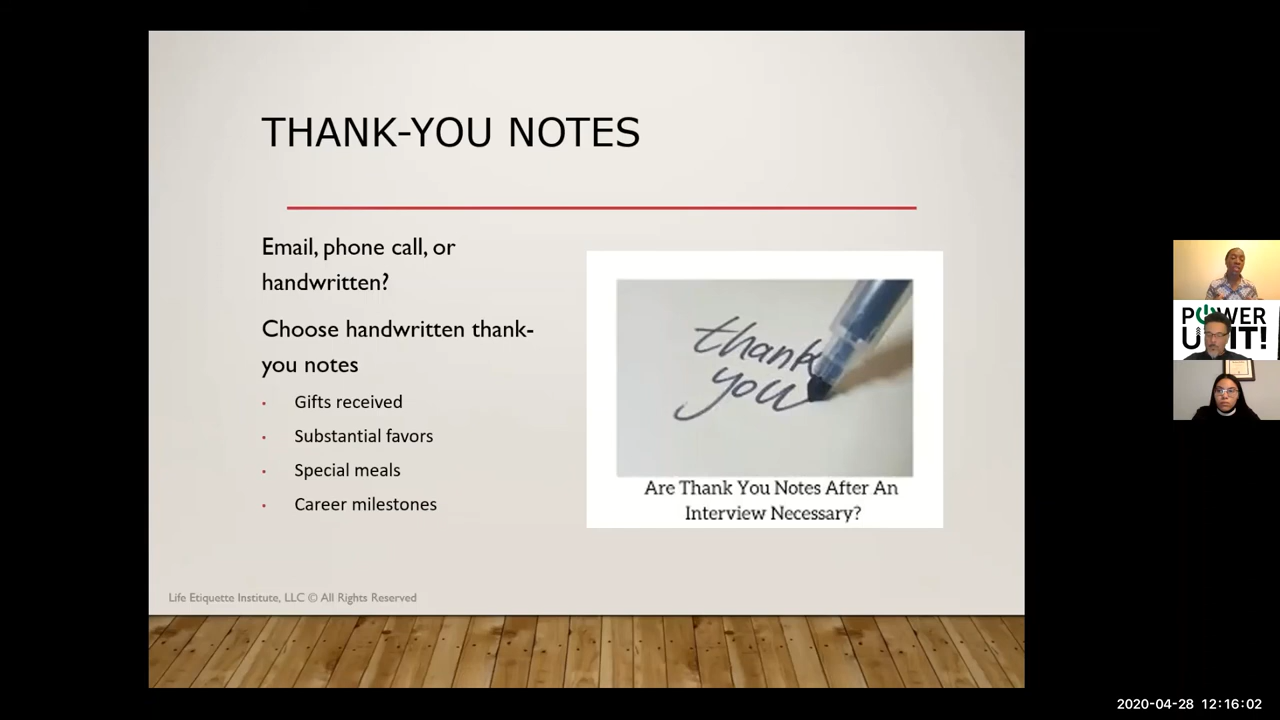 THANK-YOU NOTES
Email, phone call, or
handwritten?
Choose handwritten thank-
you notes
• Gifts received
• Substantial favors
• Special meals
• Career milestones
thank
you
Are Thank You Notes After An
Interview Necessary?
Life Etiquette Institute, LLC © All Rights Reserved
POWER
UNIT!
2020-04-28 12:16:02